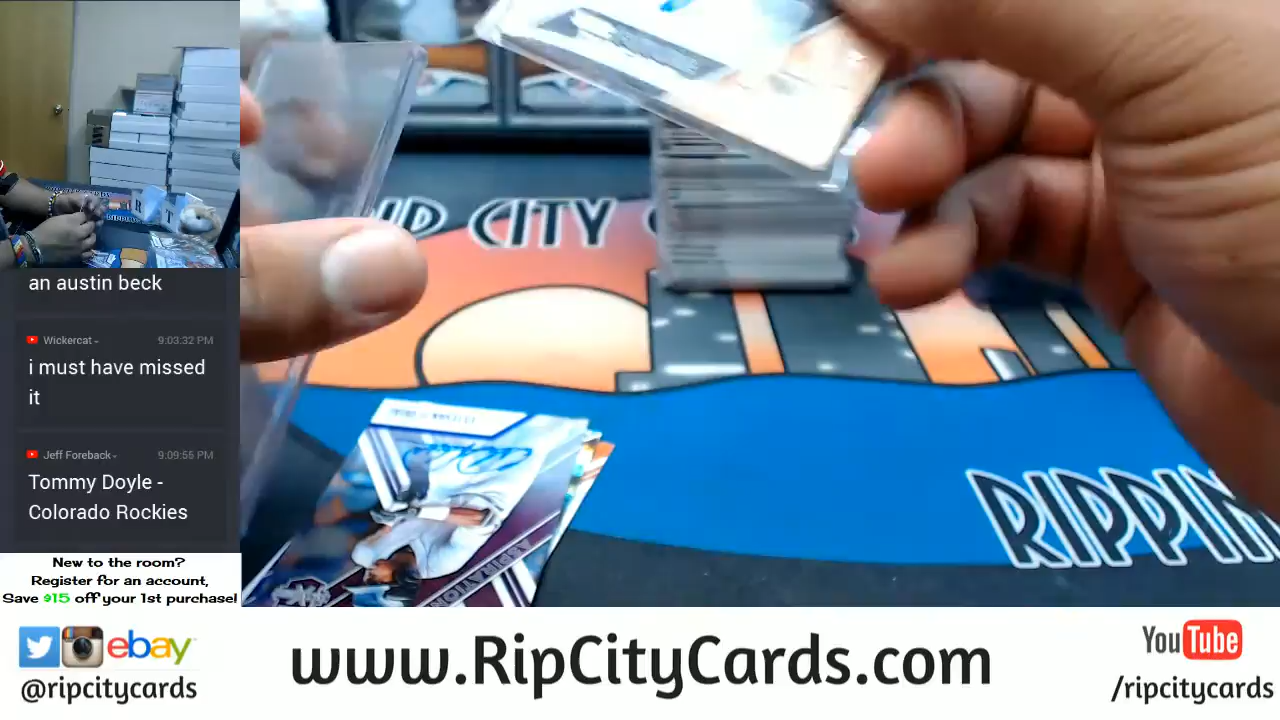 an austin beck
Wickercat
9:03:32 PM
i must have missed
it
Jeff Foreback
9:09:55 PM
Tommy Doyle -
Colorado Rockies
New to the room?
Register for an account,
Save $15 off your 1st purchase!
CITY
RIPPIN
ASPIRATION
ebay
@ripcitycards
www.RipCityCards.com
YouTube
/ripcitycards